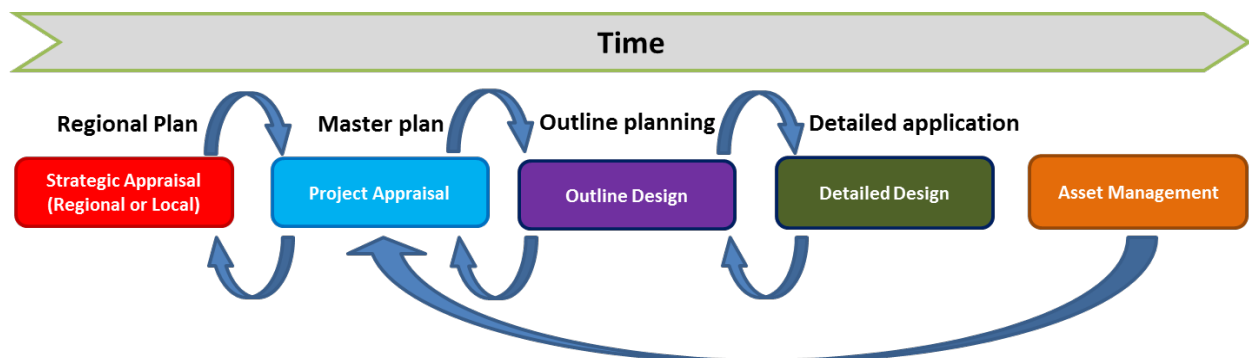 Time
Regional Plan
Master plan
Outline planning
Detailed application
Strategic Appraisal
(Regional or Local)
Project Appraisal
Outline Design
Detailed Design
Asset Management